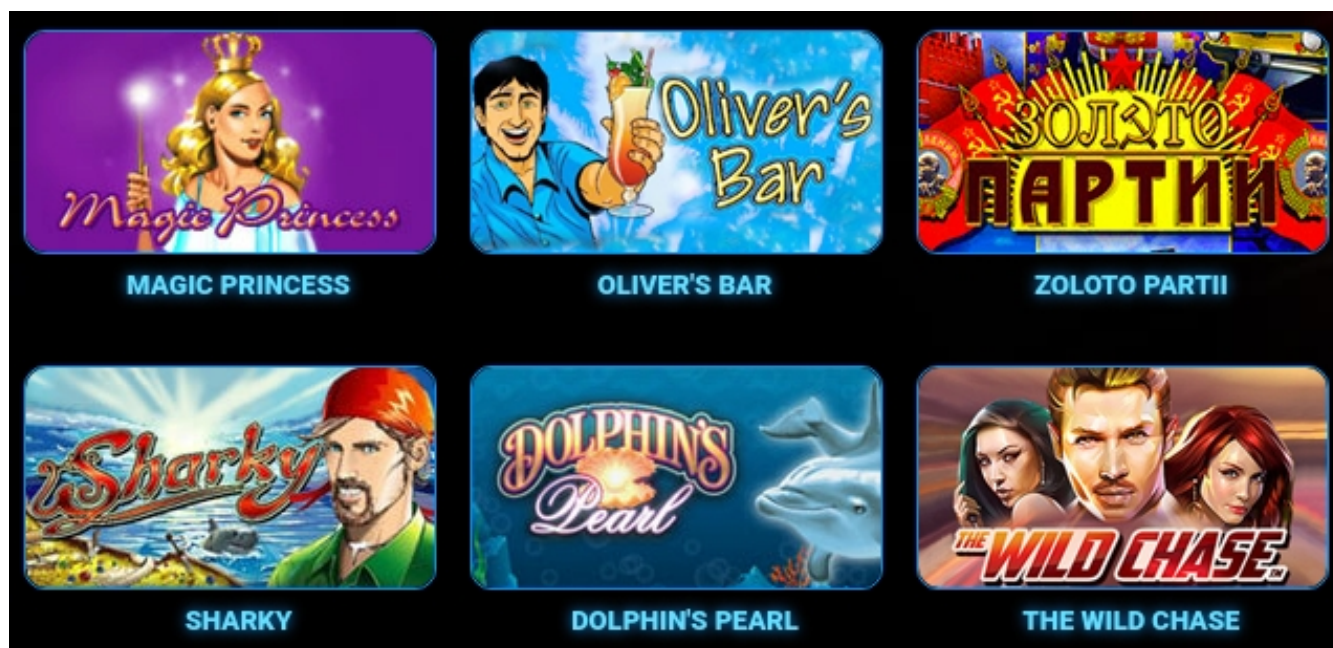 Magic Princess
Oliver's
Bar
ЗОЛОТО
ПАРТИИ
MAGIC PRINCESS
OLIVER'S BAR
ZOLOTO PARTII
Sharky
DOLPHIN'S
Pearl
THE WILD CHASE
SHARKY
DOLPHIN'S PEARL
THE WILD CHASE